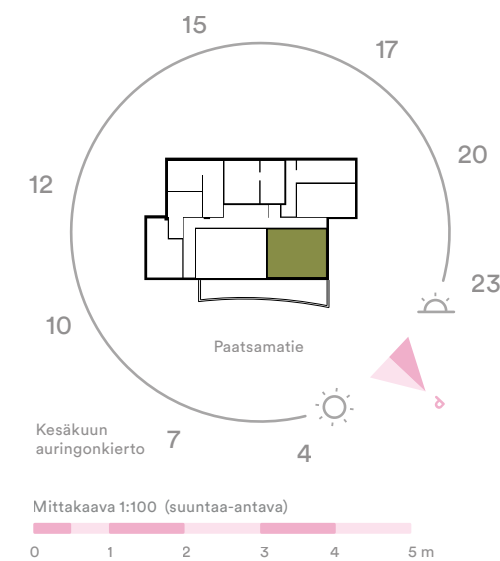 15
17
20
12
23
10
Paatsamatie
P
Kesäkuun
auringonkierto
7
4
Mittakaava 1:100 (suuntaa-antava)
0 1 2 3 4 5 m